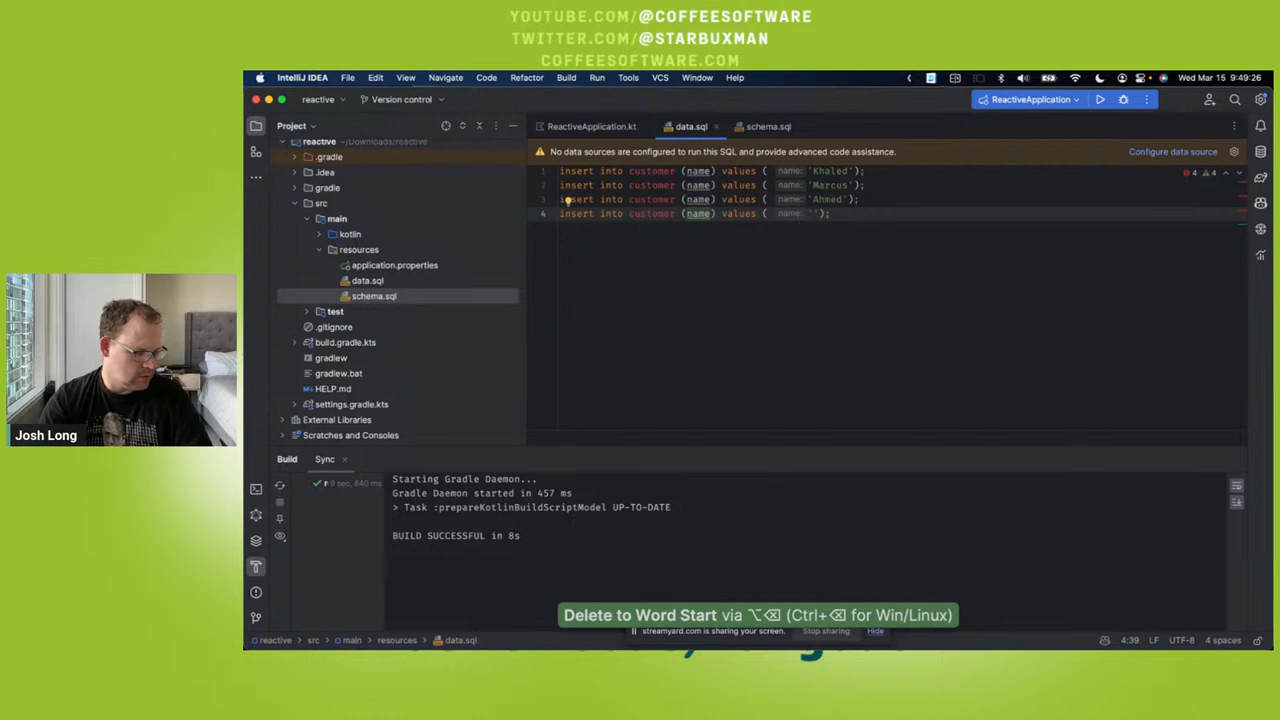 YOUTUBE.COM/@COFFEESOFTWARE
TWITTER.COM/@STARBUXMAN
COFFEESOFTWARE.COM
IntelliJ IDEA File Edit View Navigate Code Refactor Build Run Tools VCS Window Help Wed Mar 15 9:49:26
reactive Version control ReactiveApplication
Project ReactiveApplication.kt data.sql schema.sql
reactive ~/Downloads/reactive
.gradle
.idea
gradle
src
main
kotlin
resources
application.properties
data.sql
schema.sql
test
.gitignore
build.gradle.kts
gradlew
gradlew.bat
HELP.md
settings.gradle.kts
External Libraries
Scratches and Consoles
No data sources are configured to run this SQL and provide advanced code assistance. Configure data source
1 insert into customer (name) values ( name: 'Khaled'); 4 4
2 insert into customer (name) values ( name: 'Marcus');
3 insert into customer (name) values ( name: 'Ahmed');
4 insert into customer (name) values ( name: '');
Josh Long
Build Sync
r 9 sec, 640 ms
Starting Gradle Daemon...
Gradle Daemon started in 457 ms
> Task :prepareKotlinBuildScriptModel UP-TO-DATE
BUILD SUCCESSFUL in 8s
Delete to Word Start via ⌥⌫ (Ctrl+⌫ for Win/Linux)
streamyard.com is sharing your screen. Stop sharing Hide
reactive src main resources data.sql 4:39 LF UTF-8 4 spaces